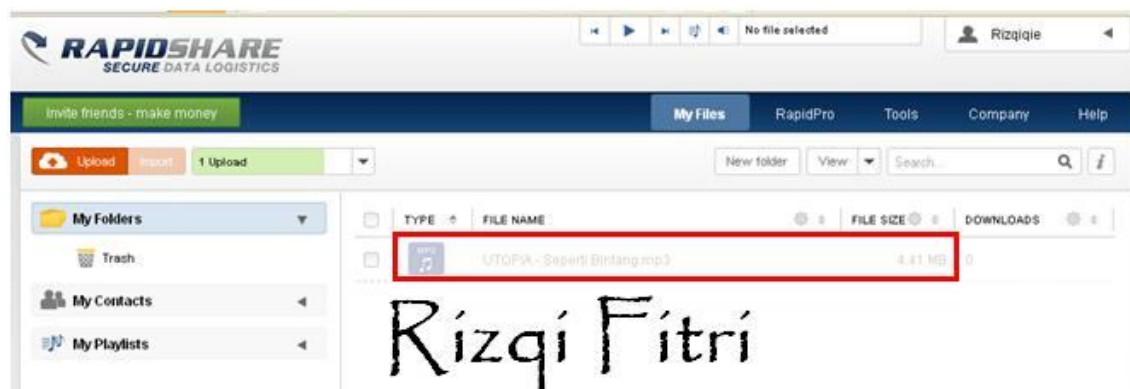 RAPIDSHARE
SECURE DATA LOGISTICS
No file selected
Rizqiqie
Invite friends - make money
My Files RapidPro Tools Company Help
Upload Import 1 Upload New folder View Search... i
My Folders TYPE FILE NAME FILE SIZE DOWNLOADS
Trash MP3 UTOPIA - Seperti Bintang.mp3 4.41 MB 0
My Contacts
My Playlists
Rizqi Fitri